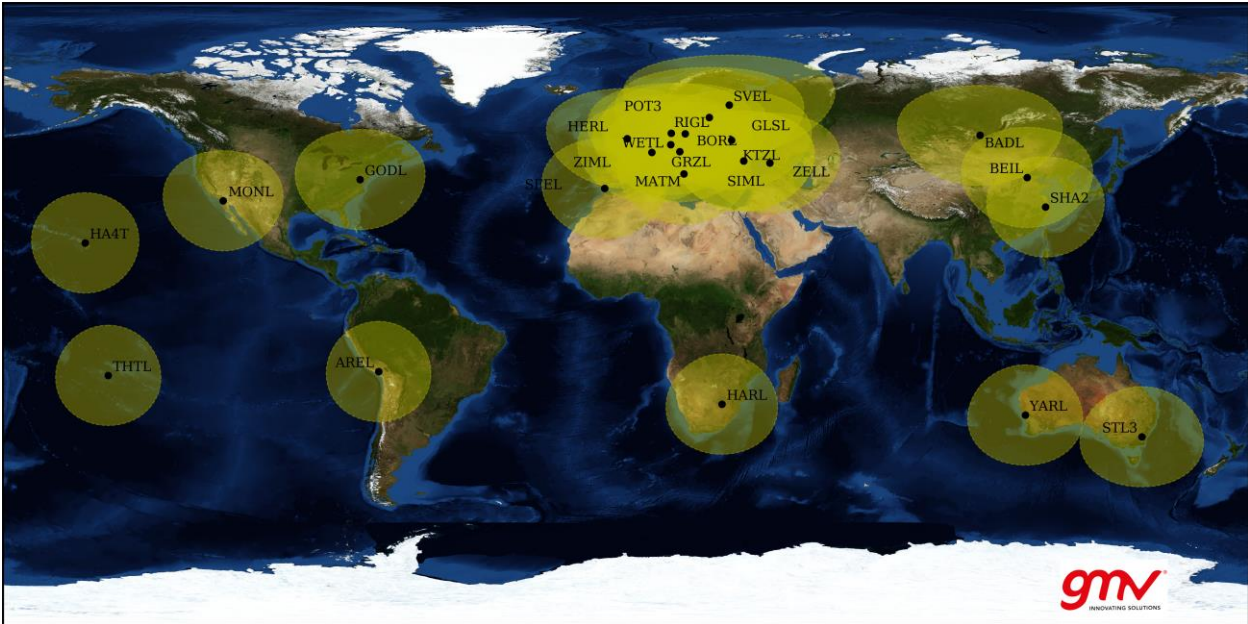 SVEL
POT3
RIGL
HERL
GLSL
WETL
BORL
BADL
ZIML
GRZL
KTZL
GODL
BEIL
ZELL
SFEL
MATM
SIML
MONL
SHA2
HA4T
THTL
AREL
HARL
YARL
STL3
gmv
INNOVATING SOLUTIONS